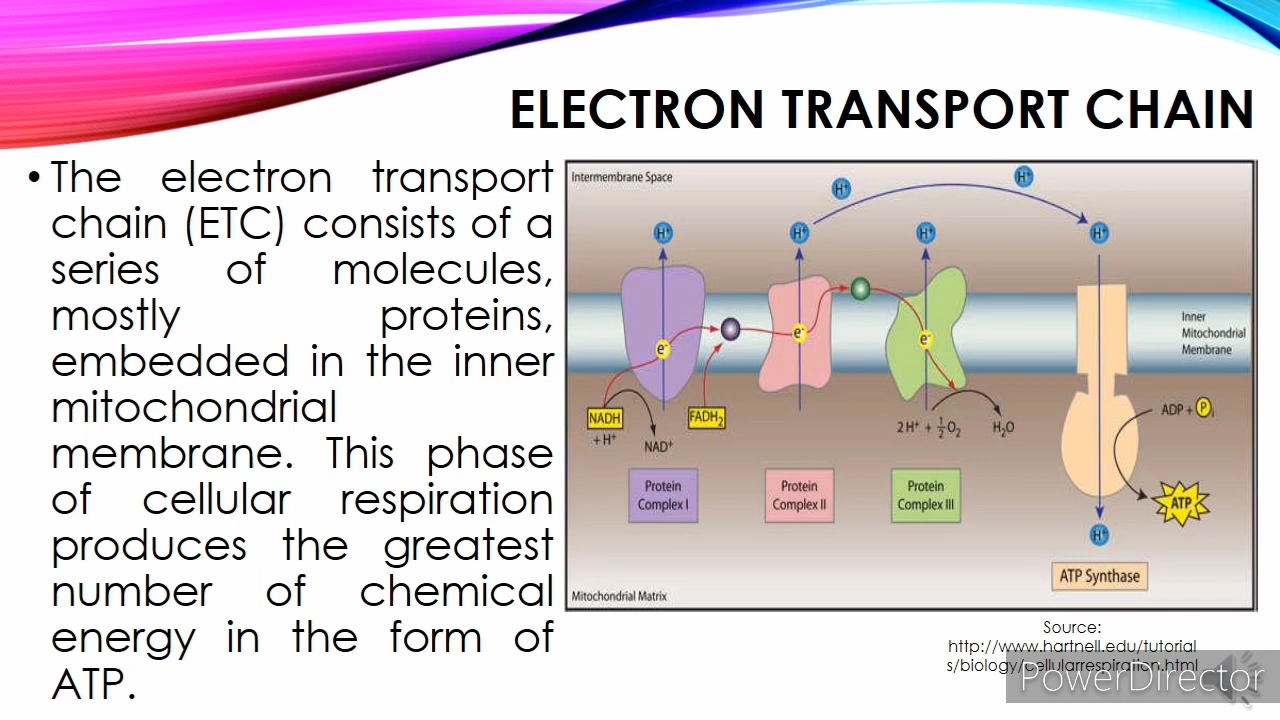 ELECTRON TRANSPORT CHAIN
• The electron transport
chain (ETC) consists of a
series of molecules,
mostly proteins,
embedded in the inner
mitochondrial
membrane. This phase
of cellular respiration
produces the greatest
number of chemical
energy in the form of
ATP.
Intermembrane Space
H⁺
H⁺
H⁺
H⁺
H⁺
H⁺
Inner
Mitochondrial
Membrane
e⁻
e⁻
e⁻
NADH
+ H⁺
NAD⁺
FADH₂
2 H⁺ + ½ O₂
H₂O
ADP + Pᵢ
ATP
H⁺
Protein
Complex I
Protein
Complex II
Protein
Complex III
ATP Synthase
Mitochondrial Matrix
Source:
http://www.hartnell.edu/tutorial
s/biology/cellularrespiration.html
PowerDirector